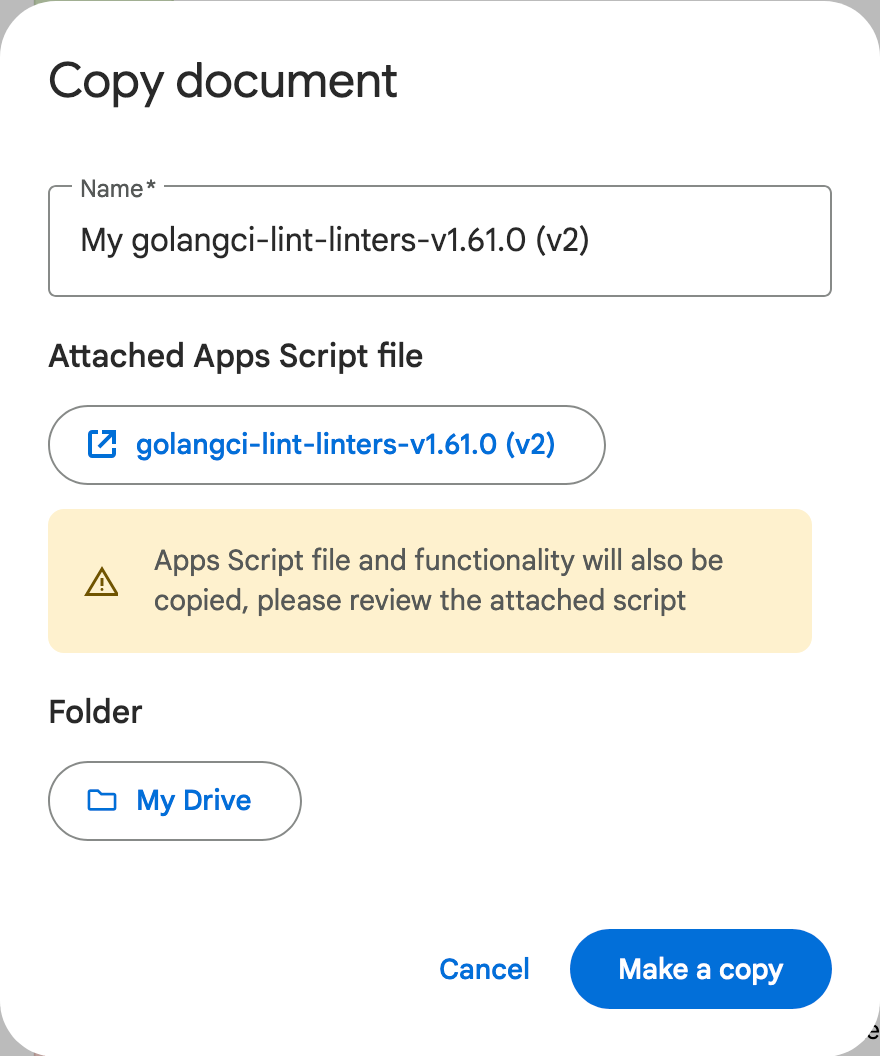 Copy document
Name*
My golangci-lint-linters-v1.61.0 (v2)
Attached Apps Script file
golangci-lint-linters-v1.61.0 (v2)
Apps Script file and functionality will also be
copied, please review the attached script
Folder
My Drive
Cancel
Make a copy